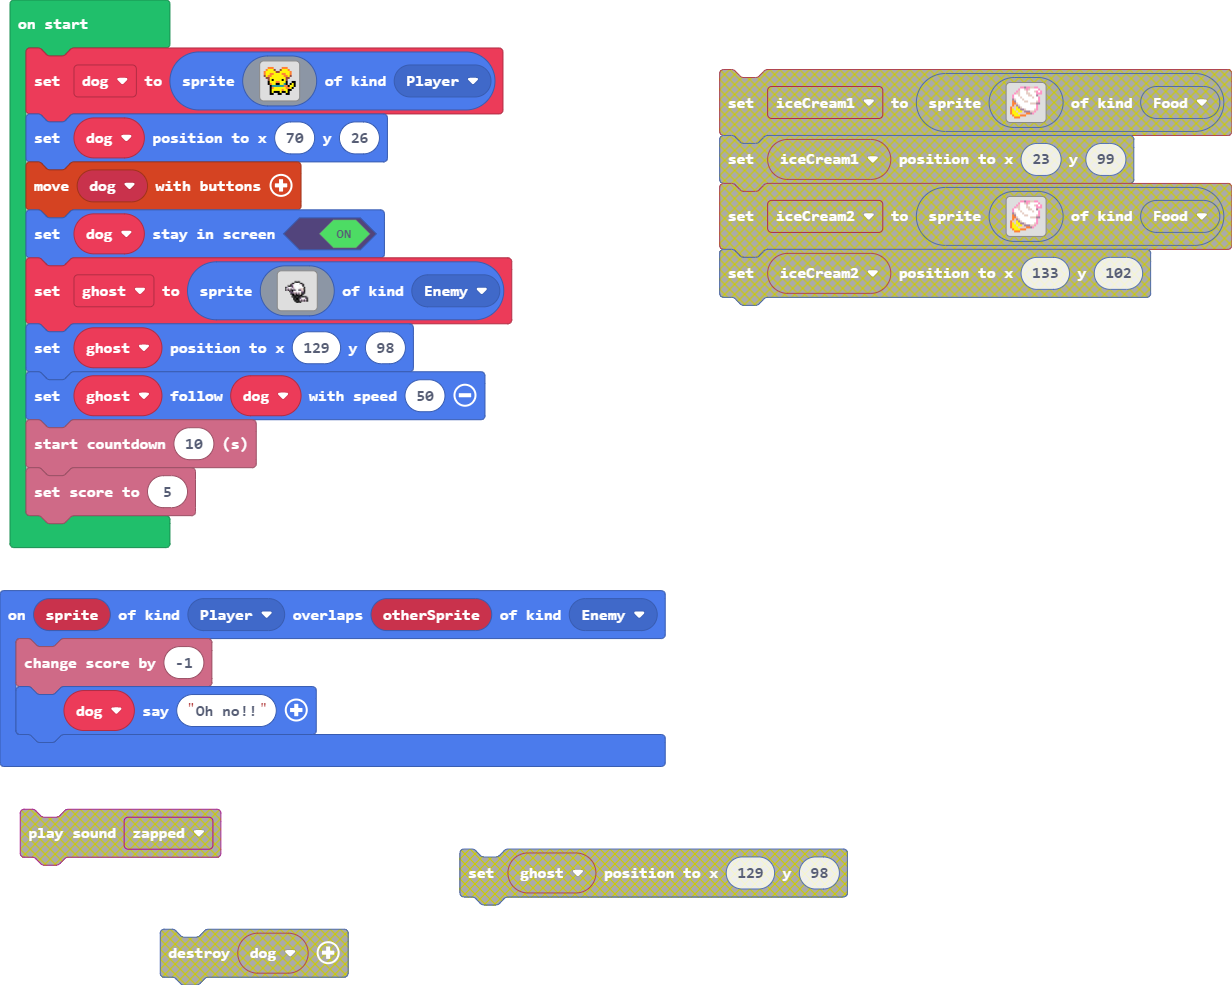 on start
set dog to sprite of kind Player
set dog position to x 70 y 26
move dog with buttons
set dog stay in screen ON
set ghost to sprite of kind Enemy
set ghost position to x 129 y 98
set ghost follow dog with speed 50
start countdown 10 (s)
set score to 5
set iceCream1 to sprite of kind Food
set iceCream1 position to x 23 y 99
set iceCream2 to sprite of kind Food
set iceCream2 position to x 133 y 102
on sprite of kind Player overlaps otherSprite of kind Enemy
change score by -1
dog say "Oh no!!"
play sound zapped
set ghost position to x 129 y 98
destroy dog